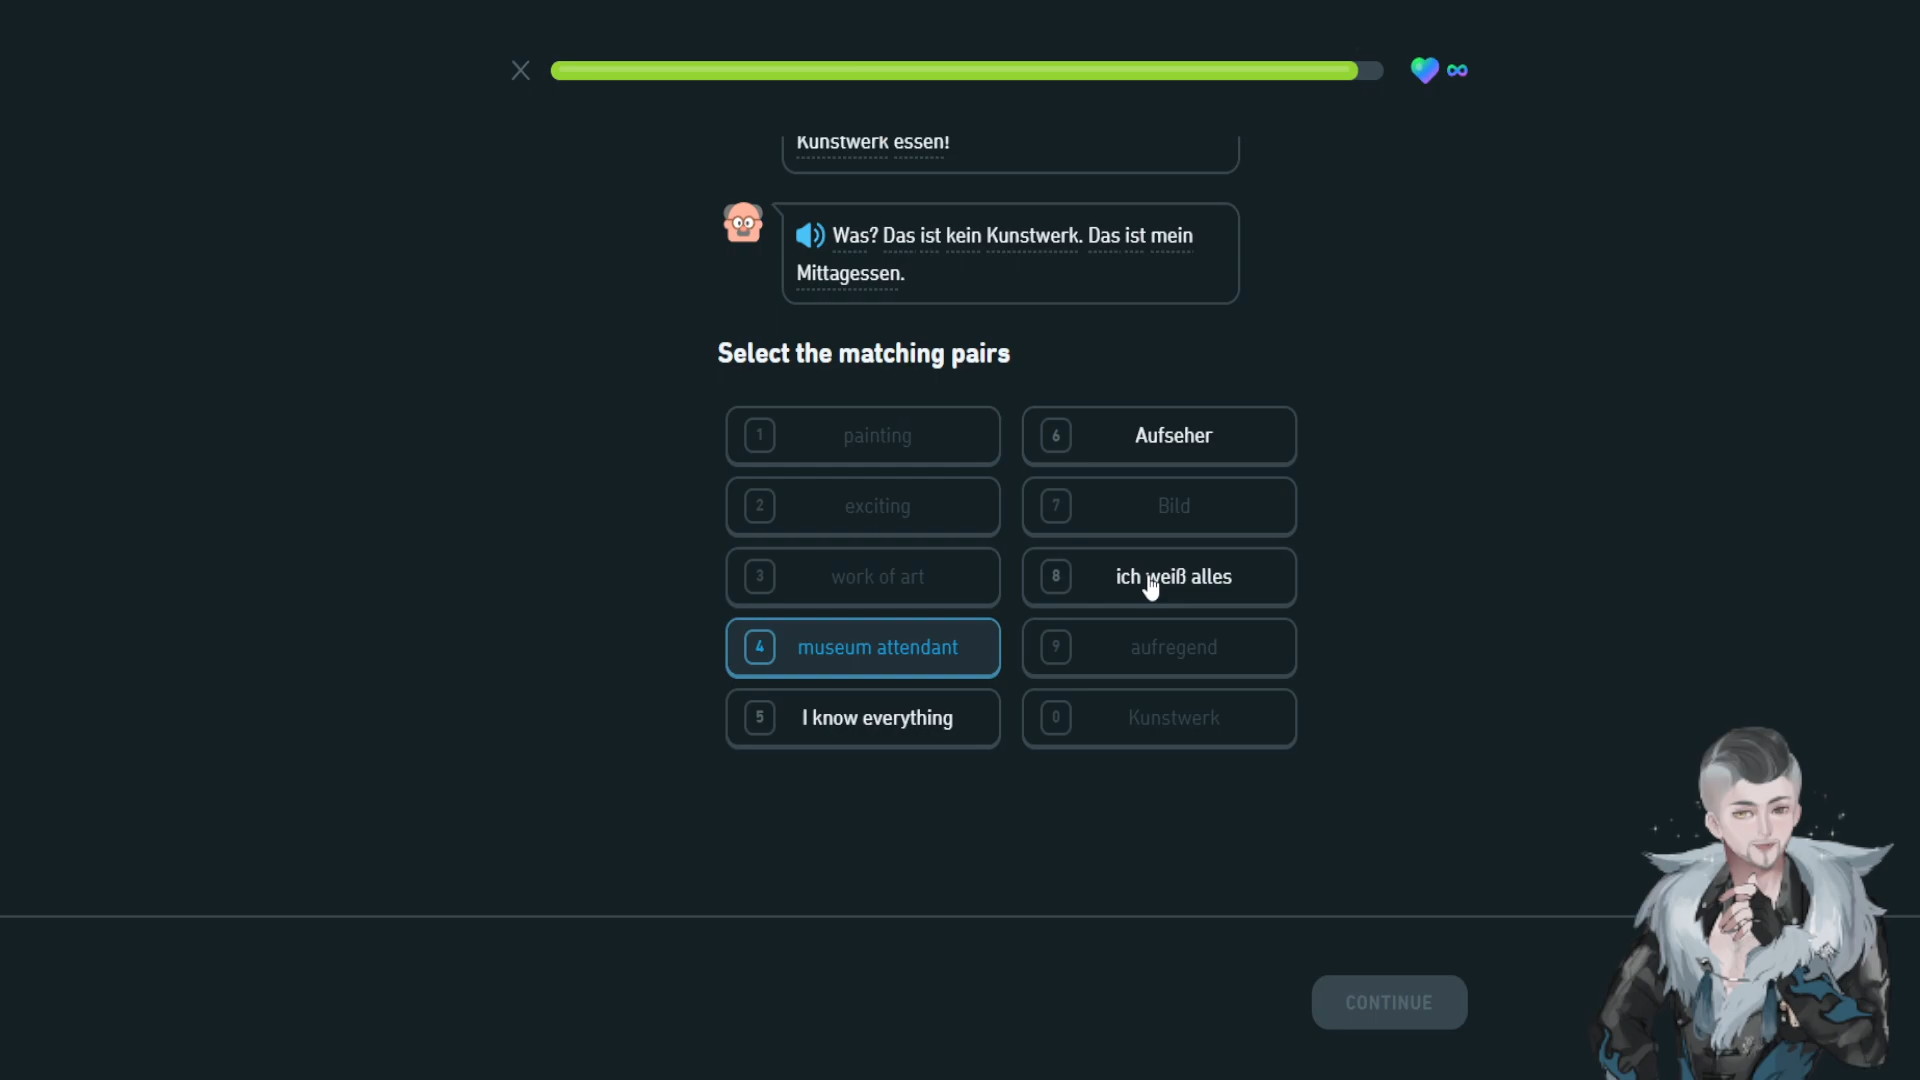 Kunstwerk essen!
Was? Das ist kein Kunstwerk. Das ist mein
Mittagessen.
Select the matching pairs
1 painting
6 Aufseher
2 exciting
7 Bild
3 work of art
8 ich weiß alles
4 museum attendant
9 aufregend
5 I know everything
0 Kunstwerk
CONTINUE